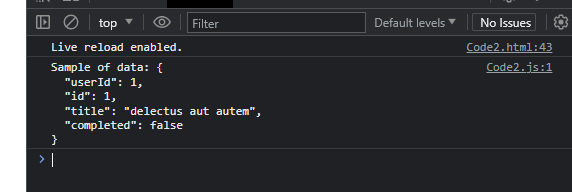 top ▼ Filter Default levels ▼ No Issues
Live reload enabled. Code2.html:43
Sample of data: { Code2.js:1
  "userId": 1,
  "id": 1,
  "title": "delectus aut autem",
  "completed": false
}
>